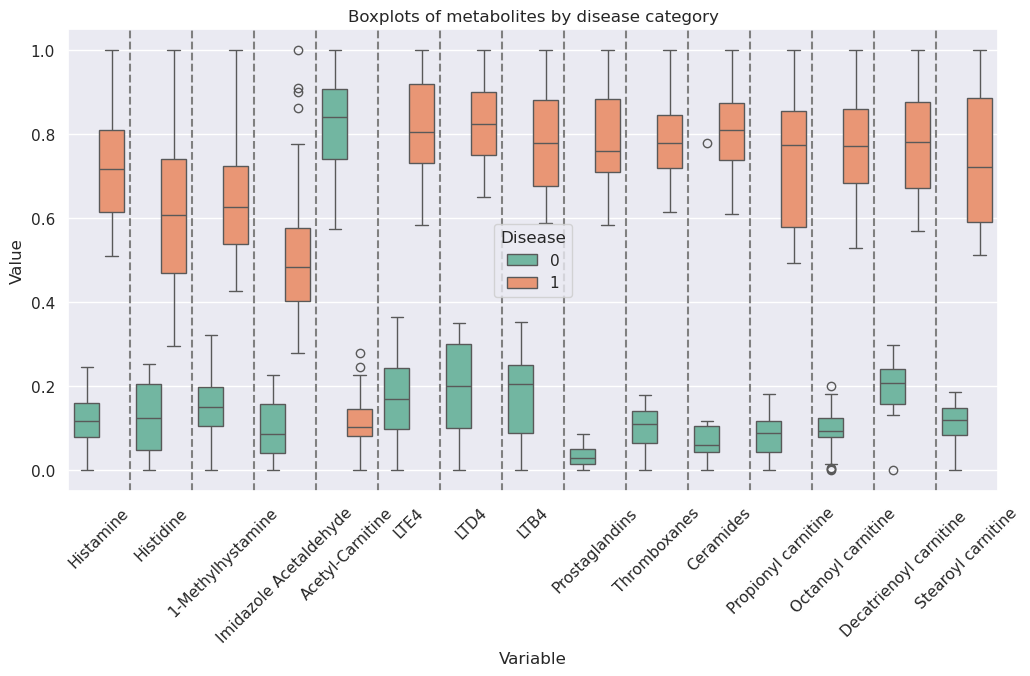 Boxplots of metabolites by disease category
Value
1.0
0.8
0.6
0.4
0.2
0.0
Disease
0
1
Histamine
Histidine
1-Methylhystamine
Imidazole Acetaldehyde
Acetyl-Carnitine
LTE4
LTD4
LTB4
Prostaglandins
Thromboxanes
Ceramides
Propionyl carnitine
Octanoyl carnitine
Decatrienoyl carnitine
Stearoyl carnitine
Variable